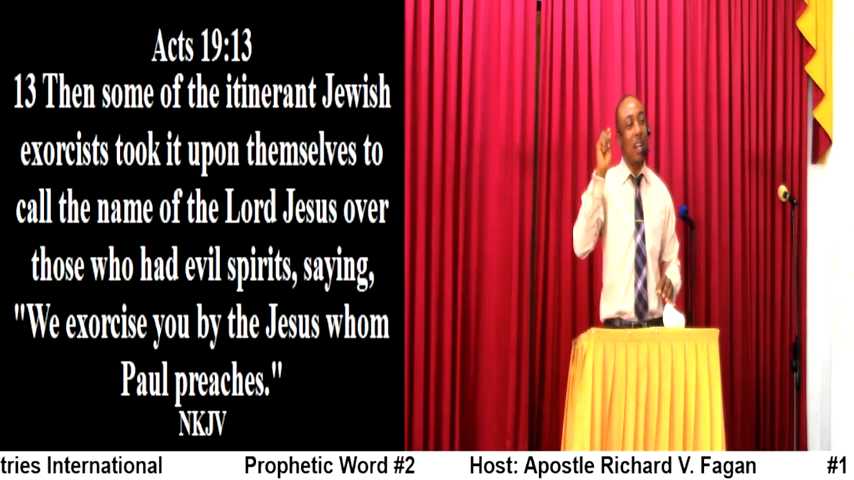 Acts 19:13
13 Then some of the itinerant Jewish
exorcists took it upon themselves to
call the name of the Lord Jesus over
those who had evil spirits, saying,
"We exorcise you by the Jesus whom
Paul preaches."
NKJV
tries International Prophetic Word #2 Host: Apostle Richard V. Fagan #1